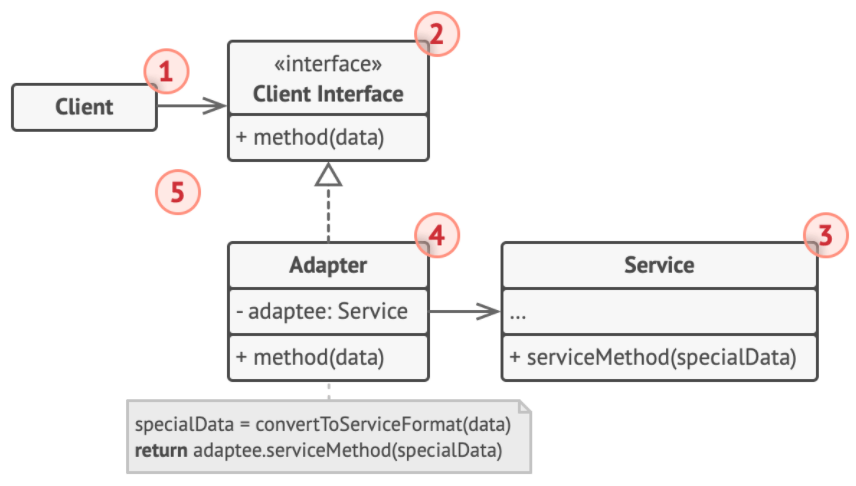 1
Client
2
«interface»
Client Interface
+ method(data)
5
4
Adapter
- adaptee: Service
+ method(data)
3
Service
...
+ serviceMethod(specialData)
specialData = convertToServiceFormat(data)
return adaptee.serviceMethod(specialData)